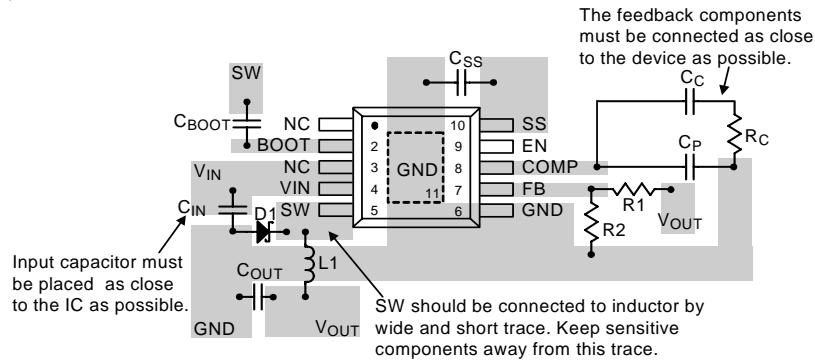 The feedback components
must be connected as close
to the device as possible.
CSS
SW
CC
CBOOT
NC
10
SS
RC
BOOT
2
9
EN
CP
NC
3
GND
8
COMP
VIN
VIN
4
11
7
FB
CIN
D1
SW
5
6
GND
R1
VOUT
R2
L1
Input capacitor must
be placed as close
to the IC as possible.
COUT
SW should be connected to inductor by
wide and short trace. Keep sensitive
components away from this trace.
GND
VOUT